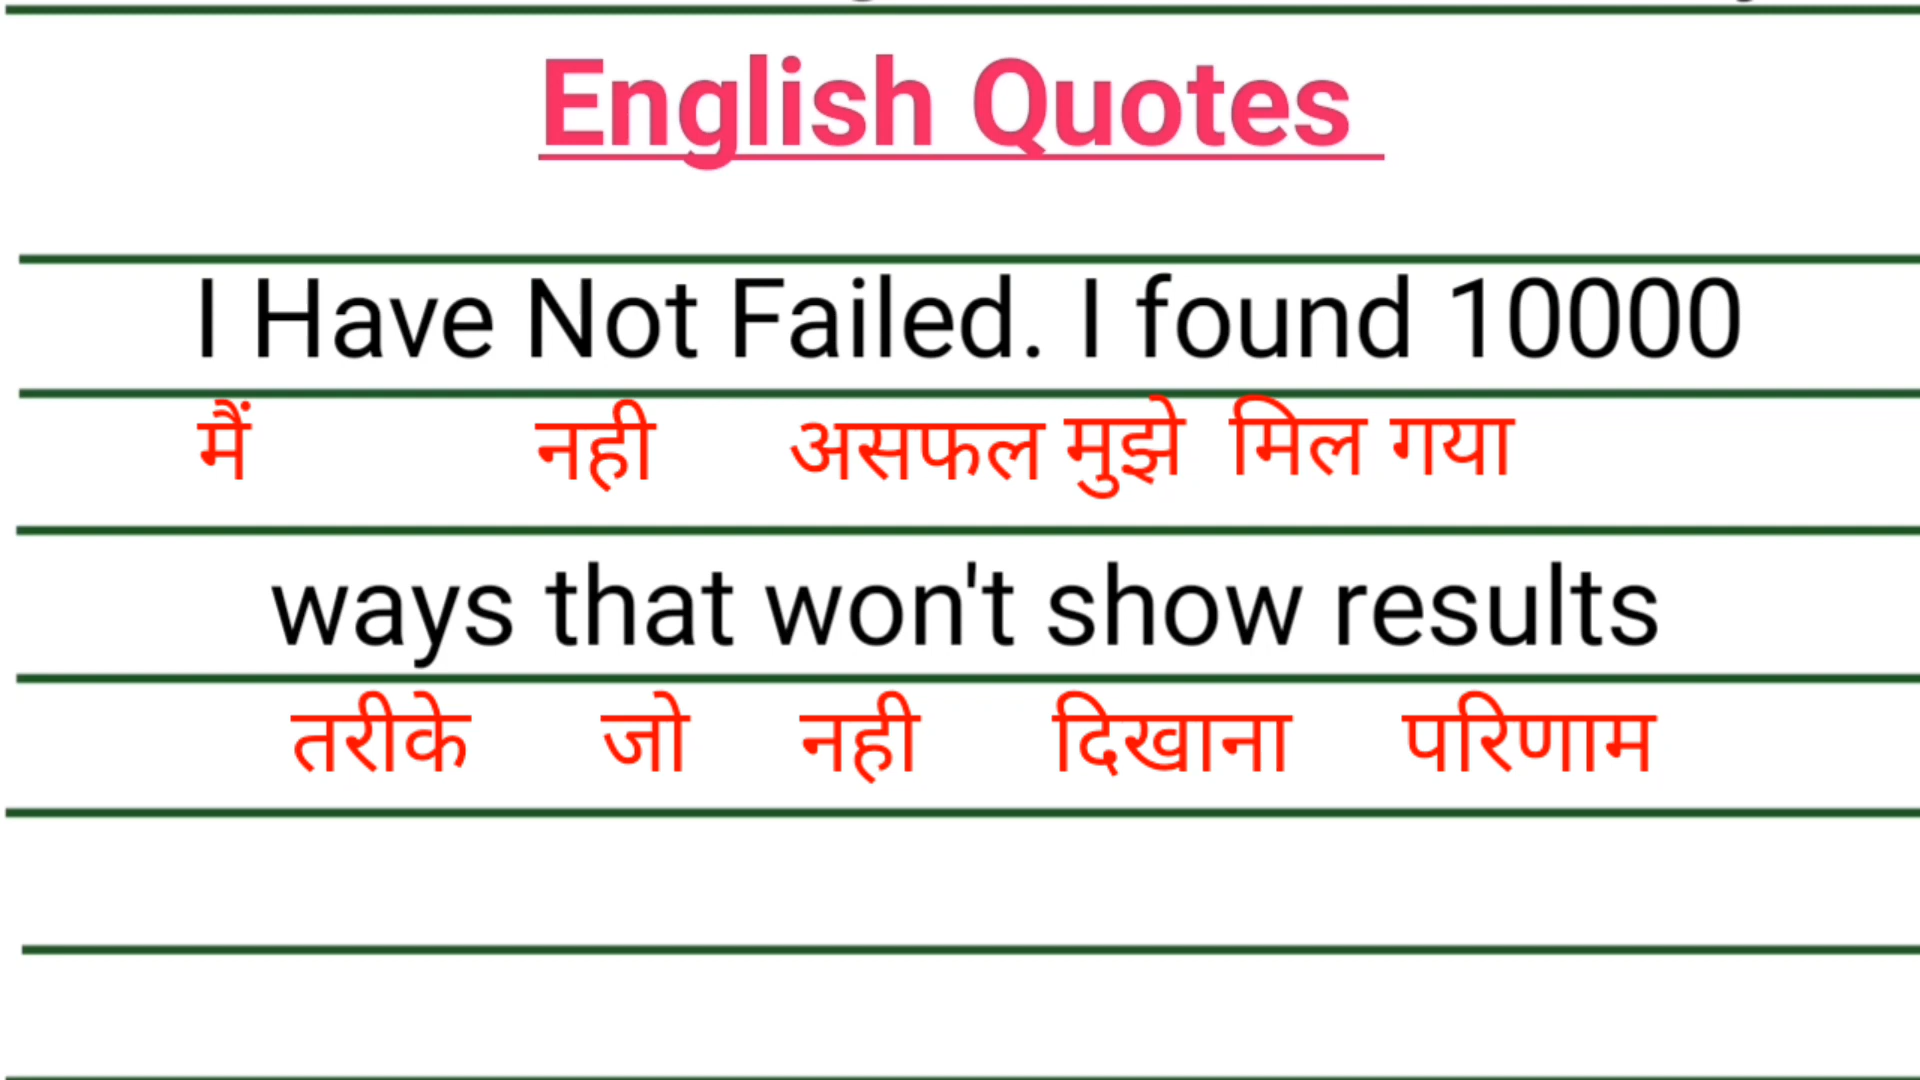 English Quotes
I Have Not Failed. I found 10000
मैं नही असफल मुझे मिल गया
ways that won't show results
तरीके जो नही दिखाना परिणाम